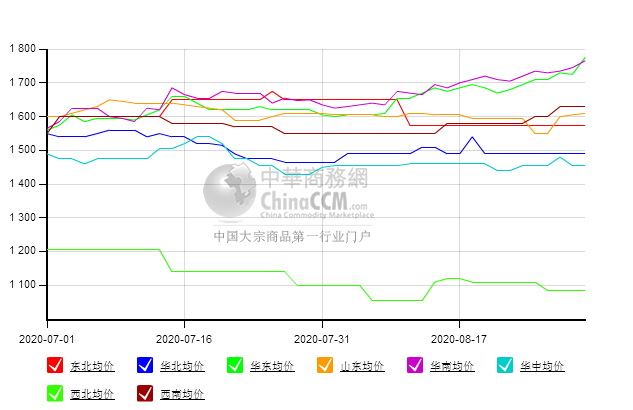 1 800
1 700
1 600
1 500
1 400
1 300
1 200
1 100
中華商務網
ChinaCCM.com
China Commodity Marketplace
中国大宗商品第一行业门户
2020-07-01 2020-07-16 2020-07-31 2020-08-17
东北均价 华北均价 华东均价 山东均价 华南均价 华中均价
西北均价 西南均价